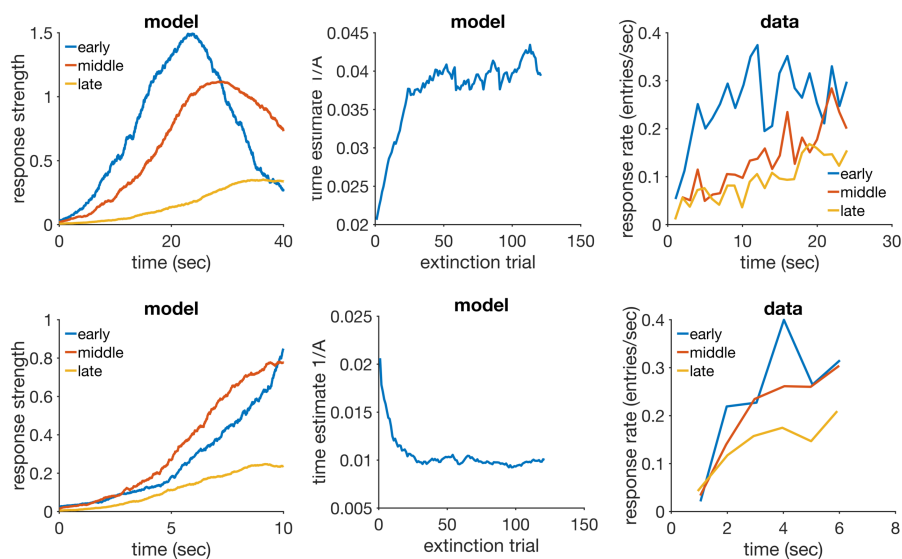 model
1.5
1
0.5
0
0
20
40
response strength
time (sec)
early
middle
late
model
0.045
0.04
0.035
0.03
0.025
0.02
0
50
100
150
time estimate 1/A
extinction trial
data
0.4
0.3
0.2
0.1
0
0
10
20
30
response rate (entries/sec)
time (sec)
early
middle
late
model
1
0.8
0.6
0.4
0.2
0
0
5
10
response strength
time (sec)
early
middle
late
model
0.025
0.02
0.015
0.01
0.005
0
50
100
150
time estimate 1/A
extinction trial
data
0.4
0.3
0.2
0.1
0
0
2
4
6
8
response rate (entries/sec)
time (sec)
early
middle
late